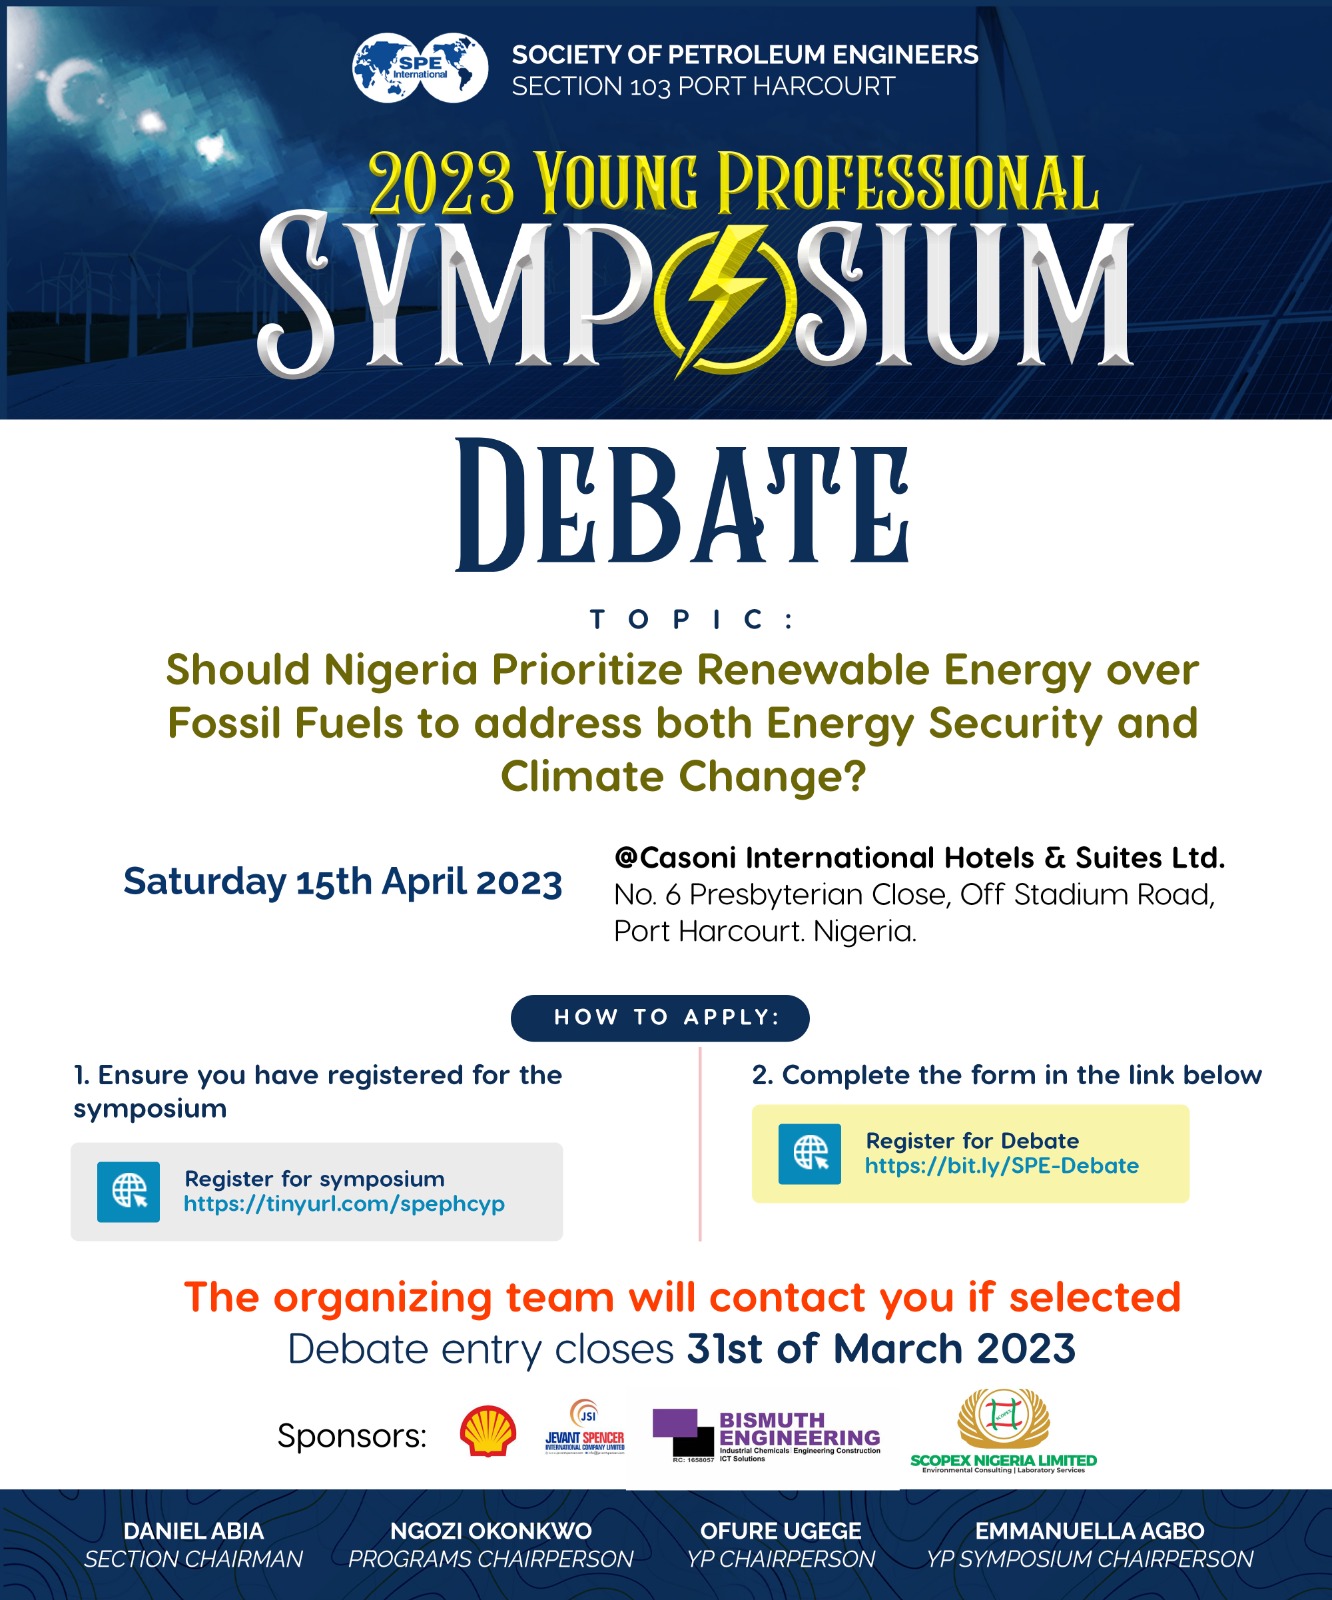 SPE
International
SOCIETY OF PETROLEUM ENGINEERS
SECTION 103 PORT HARCOURT
2023 YOUNG PROFESSIONAL
SYMPOSIUM
DEBATE
TOPIC:
Should Nigeria Prioritize Renewable Energy over
Fossil Fuels to address both Energy Security and
Climate Change?
Saturday 15th April 2023
@Casoni International Hotels & Suites Ltd.
No. 6 Presbyterian Close, Off Stadium Road,
Port Harcourt. Nigeria.
HOW TO APPLY:
1. Ensure you have registered for the
symposium
Register for symposium
https://tinyurl.com/spephcyp
2. Complete the form in the link below
Register for Debate
https://bit.ly/SPE-Debate
The organizing team will contact you if selected
Debate entry closes 31st of March 2023
Sponsors:
JSI
JEVANT SPENCER
INTERNATIONAL COMPANY LIMITED
BISMUTH
ENGINEERING
Industrial Chemicals Engineering Construction
RC: 1658057 ICT Solutions
SCOPEX
SCOPEX NIGERIA LIMITED
Environmental Consulting | Laboratory Services
DANIEL ABIA
SECTION CHAIRMAN
NGOZI OKONKWO
PROGRAMS CHAIRPERSON
OFURE UGEGE
YP CHAIRPERSON
EMMANUELLA AGBO
YP SYMPOSIUM CHAIRPERSON